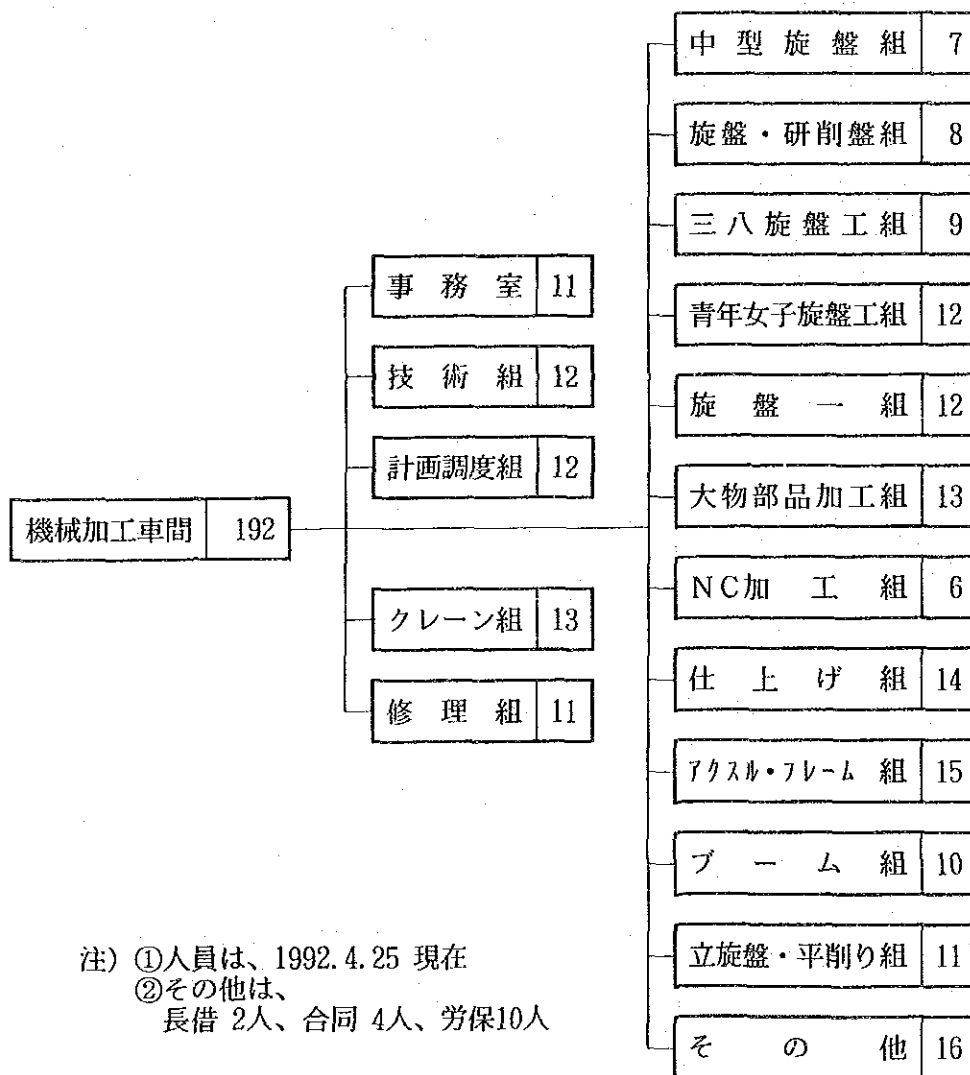 機械加工車間 192
事務室 11
技術組 12
計画調度組 12
クレーン組 13
修理組 11
中型旋盤組 7
旋盤・研削盤組 8
三八旋盤工組 9
青年女子旋盤工組 12
旋盤一組 12
大物部品加工組 13
NC加工組 6
仕上げ組 14
アクスル・フレーム組 15
ブーム組 10
立旋盤・平削り組 11
その他 16
注) ①人員は、1992.4.25 現在
②その他は、
長借 2人、合同 4人、労保10人